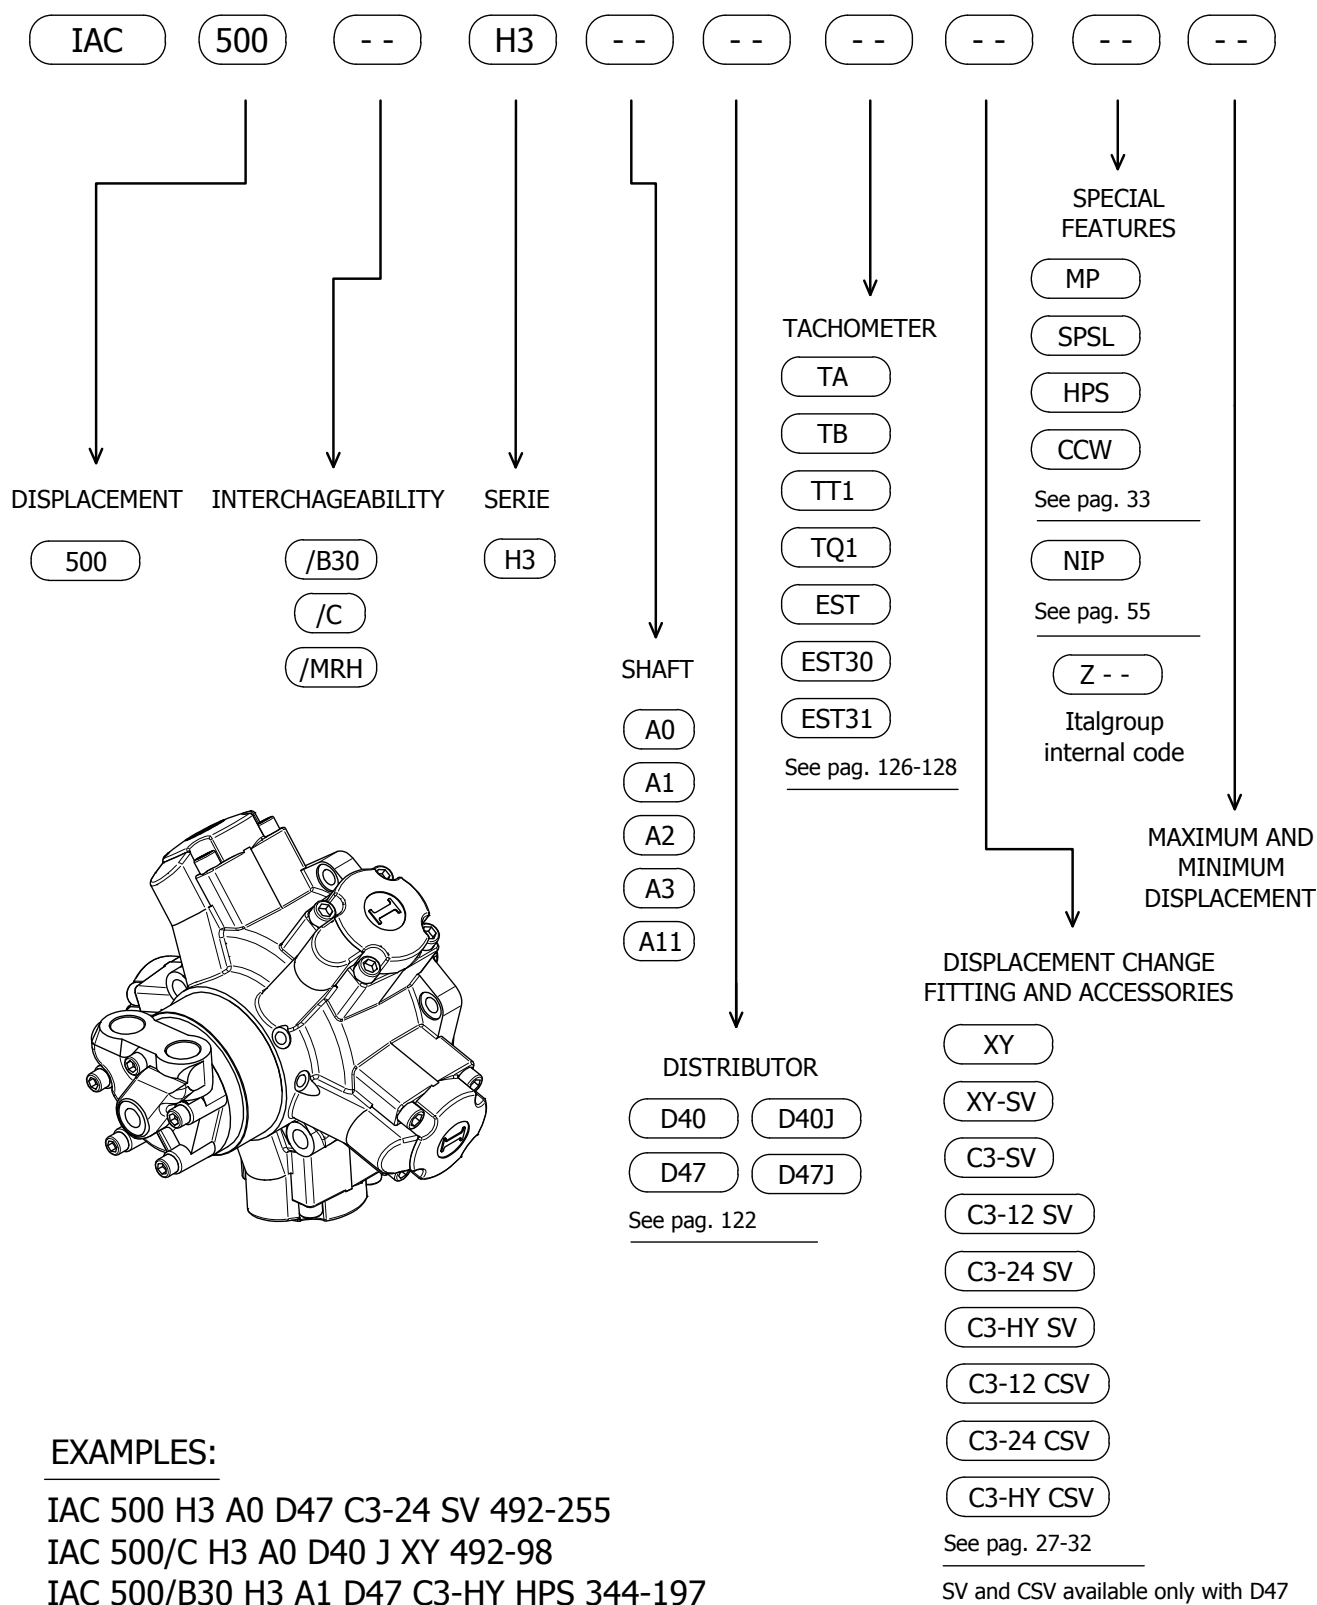 IAC 500 - - H3 - - - - - - - - - - - -
SPECIAL
FEATURES
MP
SPSL
HPS
CCW
See pag. 33
NIP
See pag. 55
Z - -
Italgroup
internal code
TACHOMETER
TA
TB
TT1
TQ1
EST
EST30
EST31
See pag. 126-128
DISPLACEMENT
500
INTERCHAGEABILITY
/B30
/C
/MRH
SERIE
H3
SHAFT
A0
A1
A2
A3
A11
MAXIMUM AND
MINIMUM
DISPLACEMENT
DISTRIBUTOR
D40 D40J
D47 D47J
See pag. 122
DISPLACEMENT CHANGE
FITTING AND ACCESSORIES
XY
XY-SV
C3-SV
C3-12 SV
C3-24 SV
C3-HY SV
C3-12 CSV
C3-24 CSV
C3-HY CSV
See pag. 27-32
SV and CSV available only with D47
I
I
EXAMPLES:
IAC 500 H3 A0 D47 C3-24 SV 492-255
IAC 500/C H3 A0 D40 J XY 492-98
IAC 500/B30 H3 A1 D47 C3-HY HPS 344-197